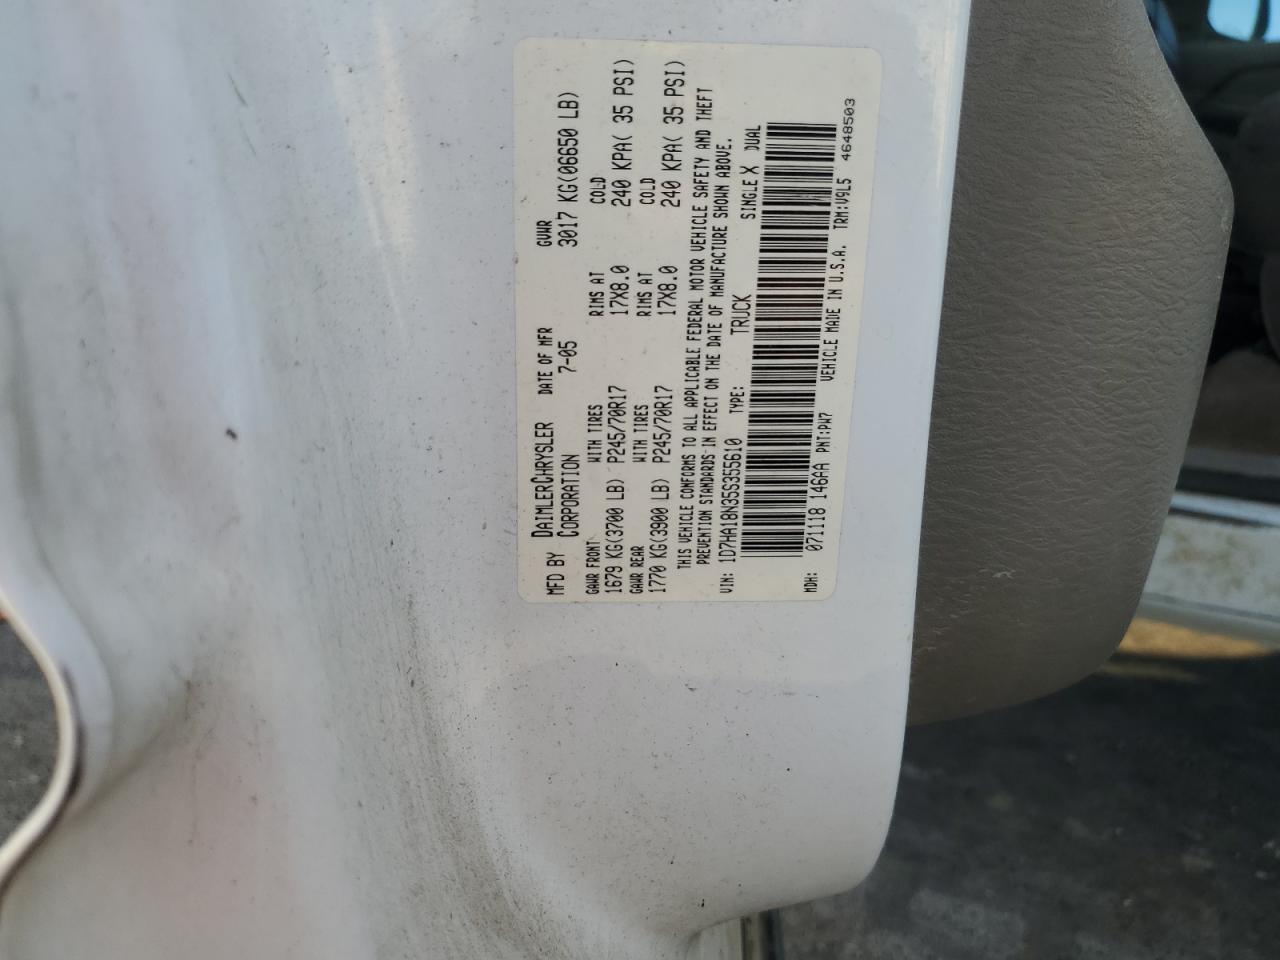 MFD BY DAIMLERCHRYSLER CORPORATION DATE OF MFR 7-05 GVWR 3017 KG(06650 LB)
GAWR FRONT WITH TIRES RIMS AT COLD
1679 KG(3700 LB) P245/70R17 17X8.0 240 KPA( 35 PSI)
GAWR REAR WITH TIRES RIMS AT COLD
1770 KG(3900 LB) P245/70R17 17X8.0 240 KPA( 35 PSI)
THIS VEHICLE CONFORMS TO ALL APPLICABLE FEDERAL MOTOR VEHICLE SAFETY AND THEFT
PREVENTION STANDARDS IN EFFECT ON THE DATE OF MANUFACTURE SHOWN ABOVE.
VIN: 1D7HA18N35S355610 TYPE: TRUCK SINGLE X DUAL
MDH: 071118 146AA PNT:PW7 VEHICLE MADE IN U.S.A. TRM:V9L5 4648503